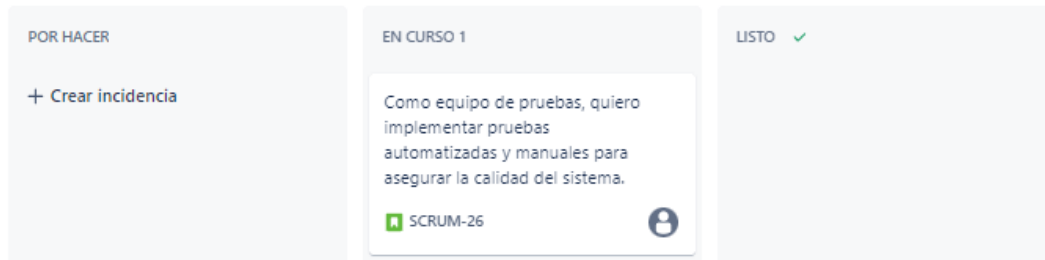 POR HACER
+ Crear incidencia
EN CURSO 1
Como equipo de pruebas, quiero
implementar pruebas
automatizadas y manuales para
asegurar la calidad del sistema.
SCRUM-26
LISTO